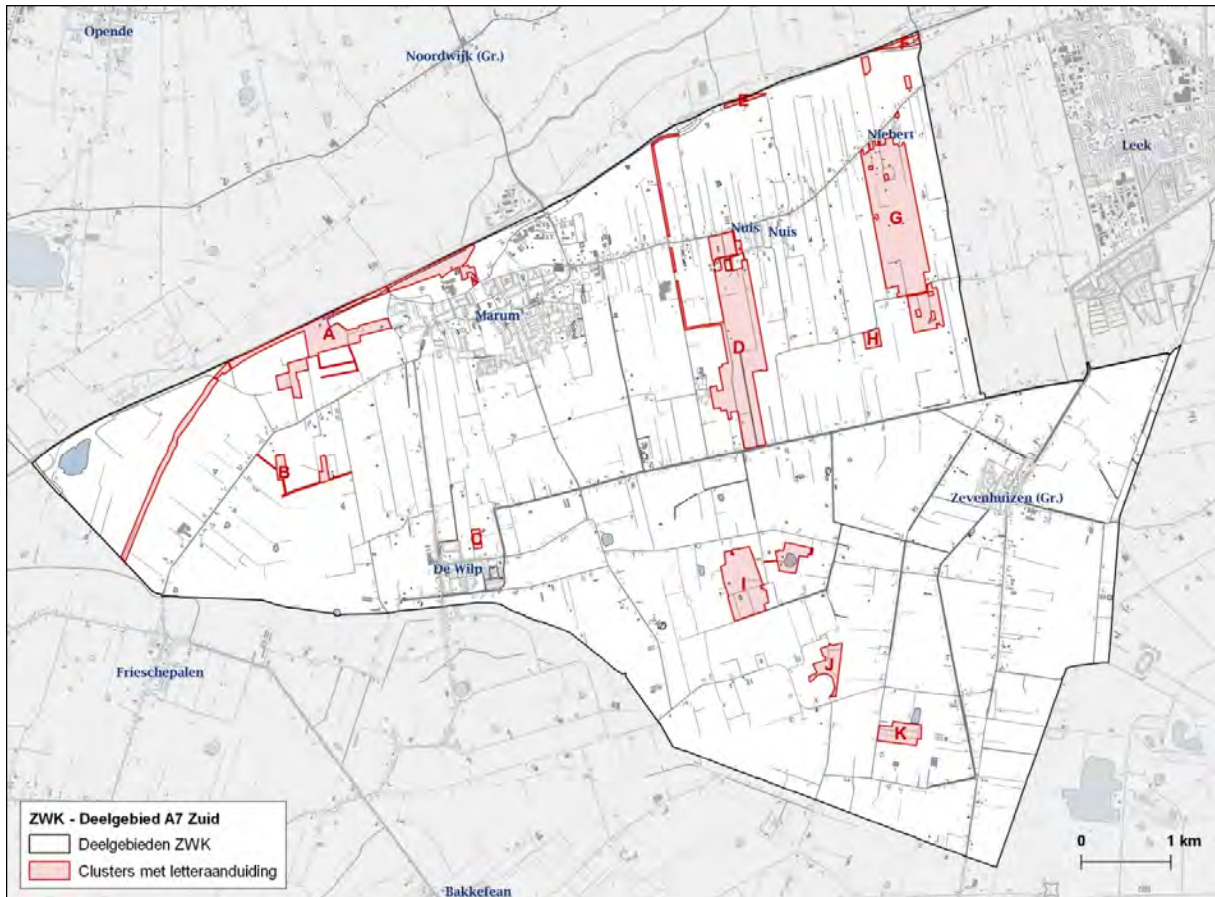 Opende
Noordwijk (Gr.)
F
E
Niebert
Leek
G
Nuis Nuis
Marum
A
H
D
B
Zevenhuizen (Gr.)
C
De Wilp
I
Frieschepalen
J
K
ZWK - Deelgebied A7 Zuid
Deelgebieden ZWK
Clusters met letteraanduiding
0 1 km
Bakkefean